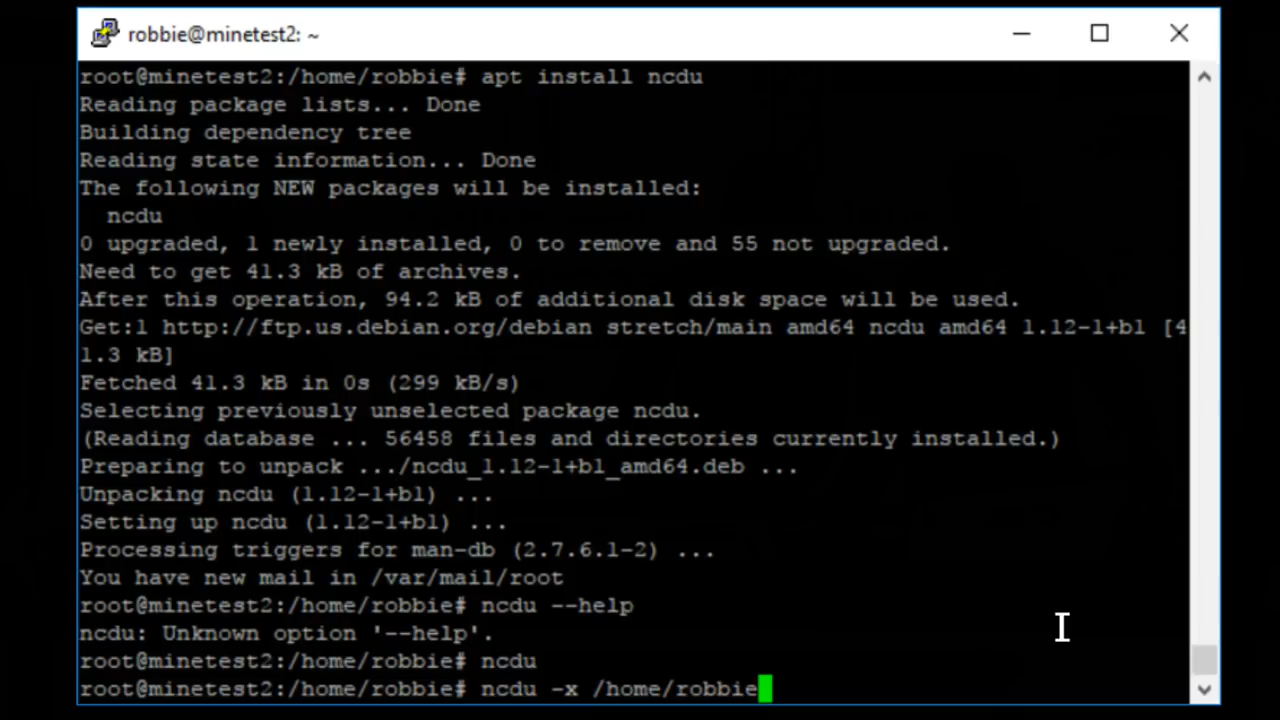 robbie@minetest2: ~
root@minetest2:/home/robbie# apt install ncdu
Reading package lists... Done
Building dependency tree
Reading state information... Done
The following NEW packages will be installed:
  ncdu
0 upgraded, 1 newly installed, 0 to remove and 55 not upgraded.
Need to get 41.3 kB of archives.
After this operation, 94.2 kB of additional disk space will be used.
Get:1 http://ftp.us.debian.org/debian stretch/main amd64 ncdu amd64 1.12-1+b1 [4
1.3 kB]
Fetched 41.3 kB in 0s (299 kB/s)
Selecting previously unselected package ncdu.
(Reading database ... 56458 files and directories currently installed.)
Preparing to unpack .../ncdu_1.12-1+b1_amd64.deb ...
Unpacking ncdu (1.12-1+b1) ...
Setting up ncdu (1.12-1+b1) ...
Processing triggers for man-db (2.7.6.1-2) ...
You have new mail in /var/mail/root
root@minetest2:/home/robbie# ncdu --help
ncdu: Unknown option '--help'.
root@minetest2:/home/robbie# ncdu
root@minetest2:/home/robbie# ncdu -x /home/robbie